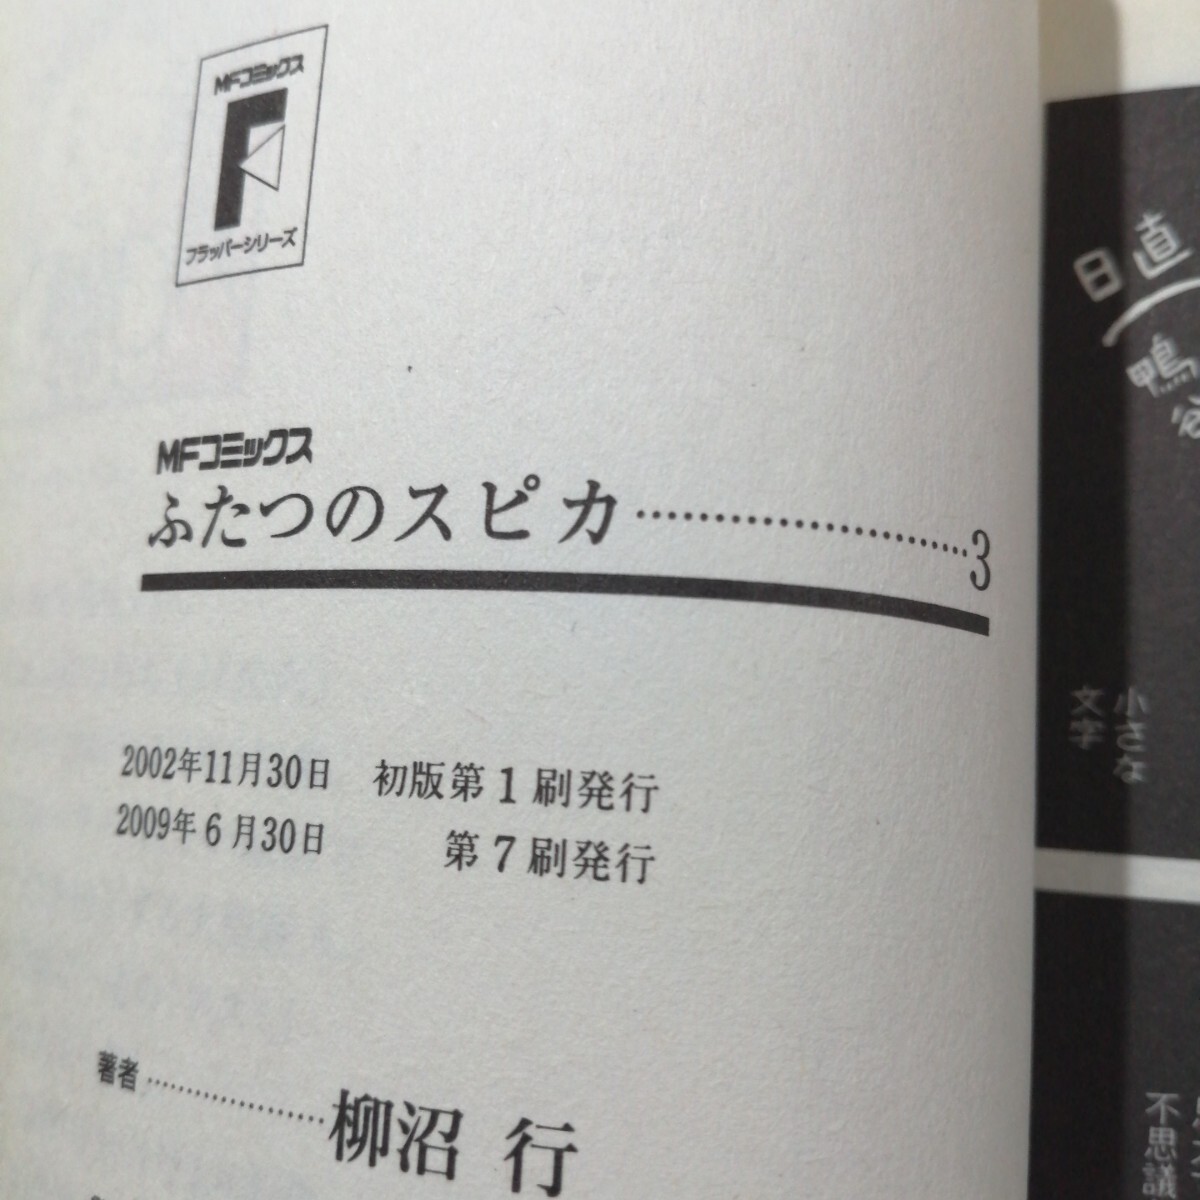 MFコミックス
F
フラッパーシリーズ
MFコミックス
ふたつのスピカ……………………3
2002年11月30日　初版第1刷発行
2009年6月30日　第7刷発行
著者……………柳沼 行
日直
鴨
小さな
文字
不思議